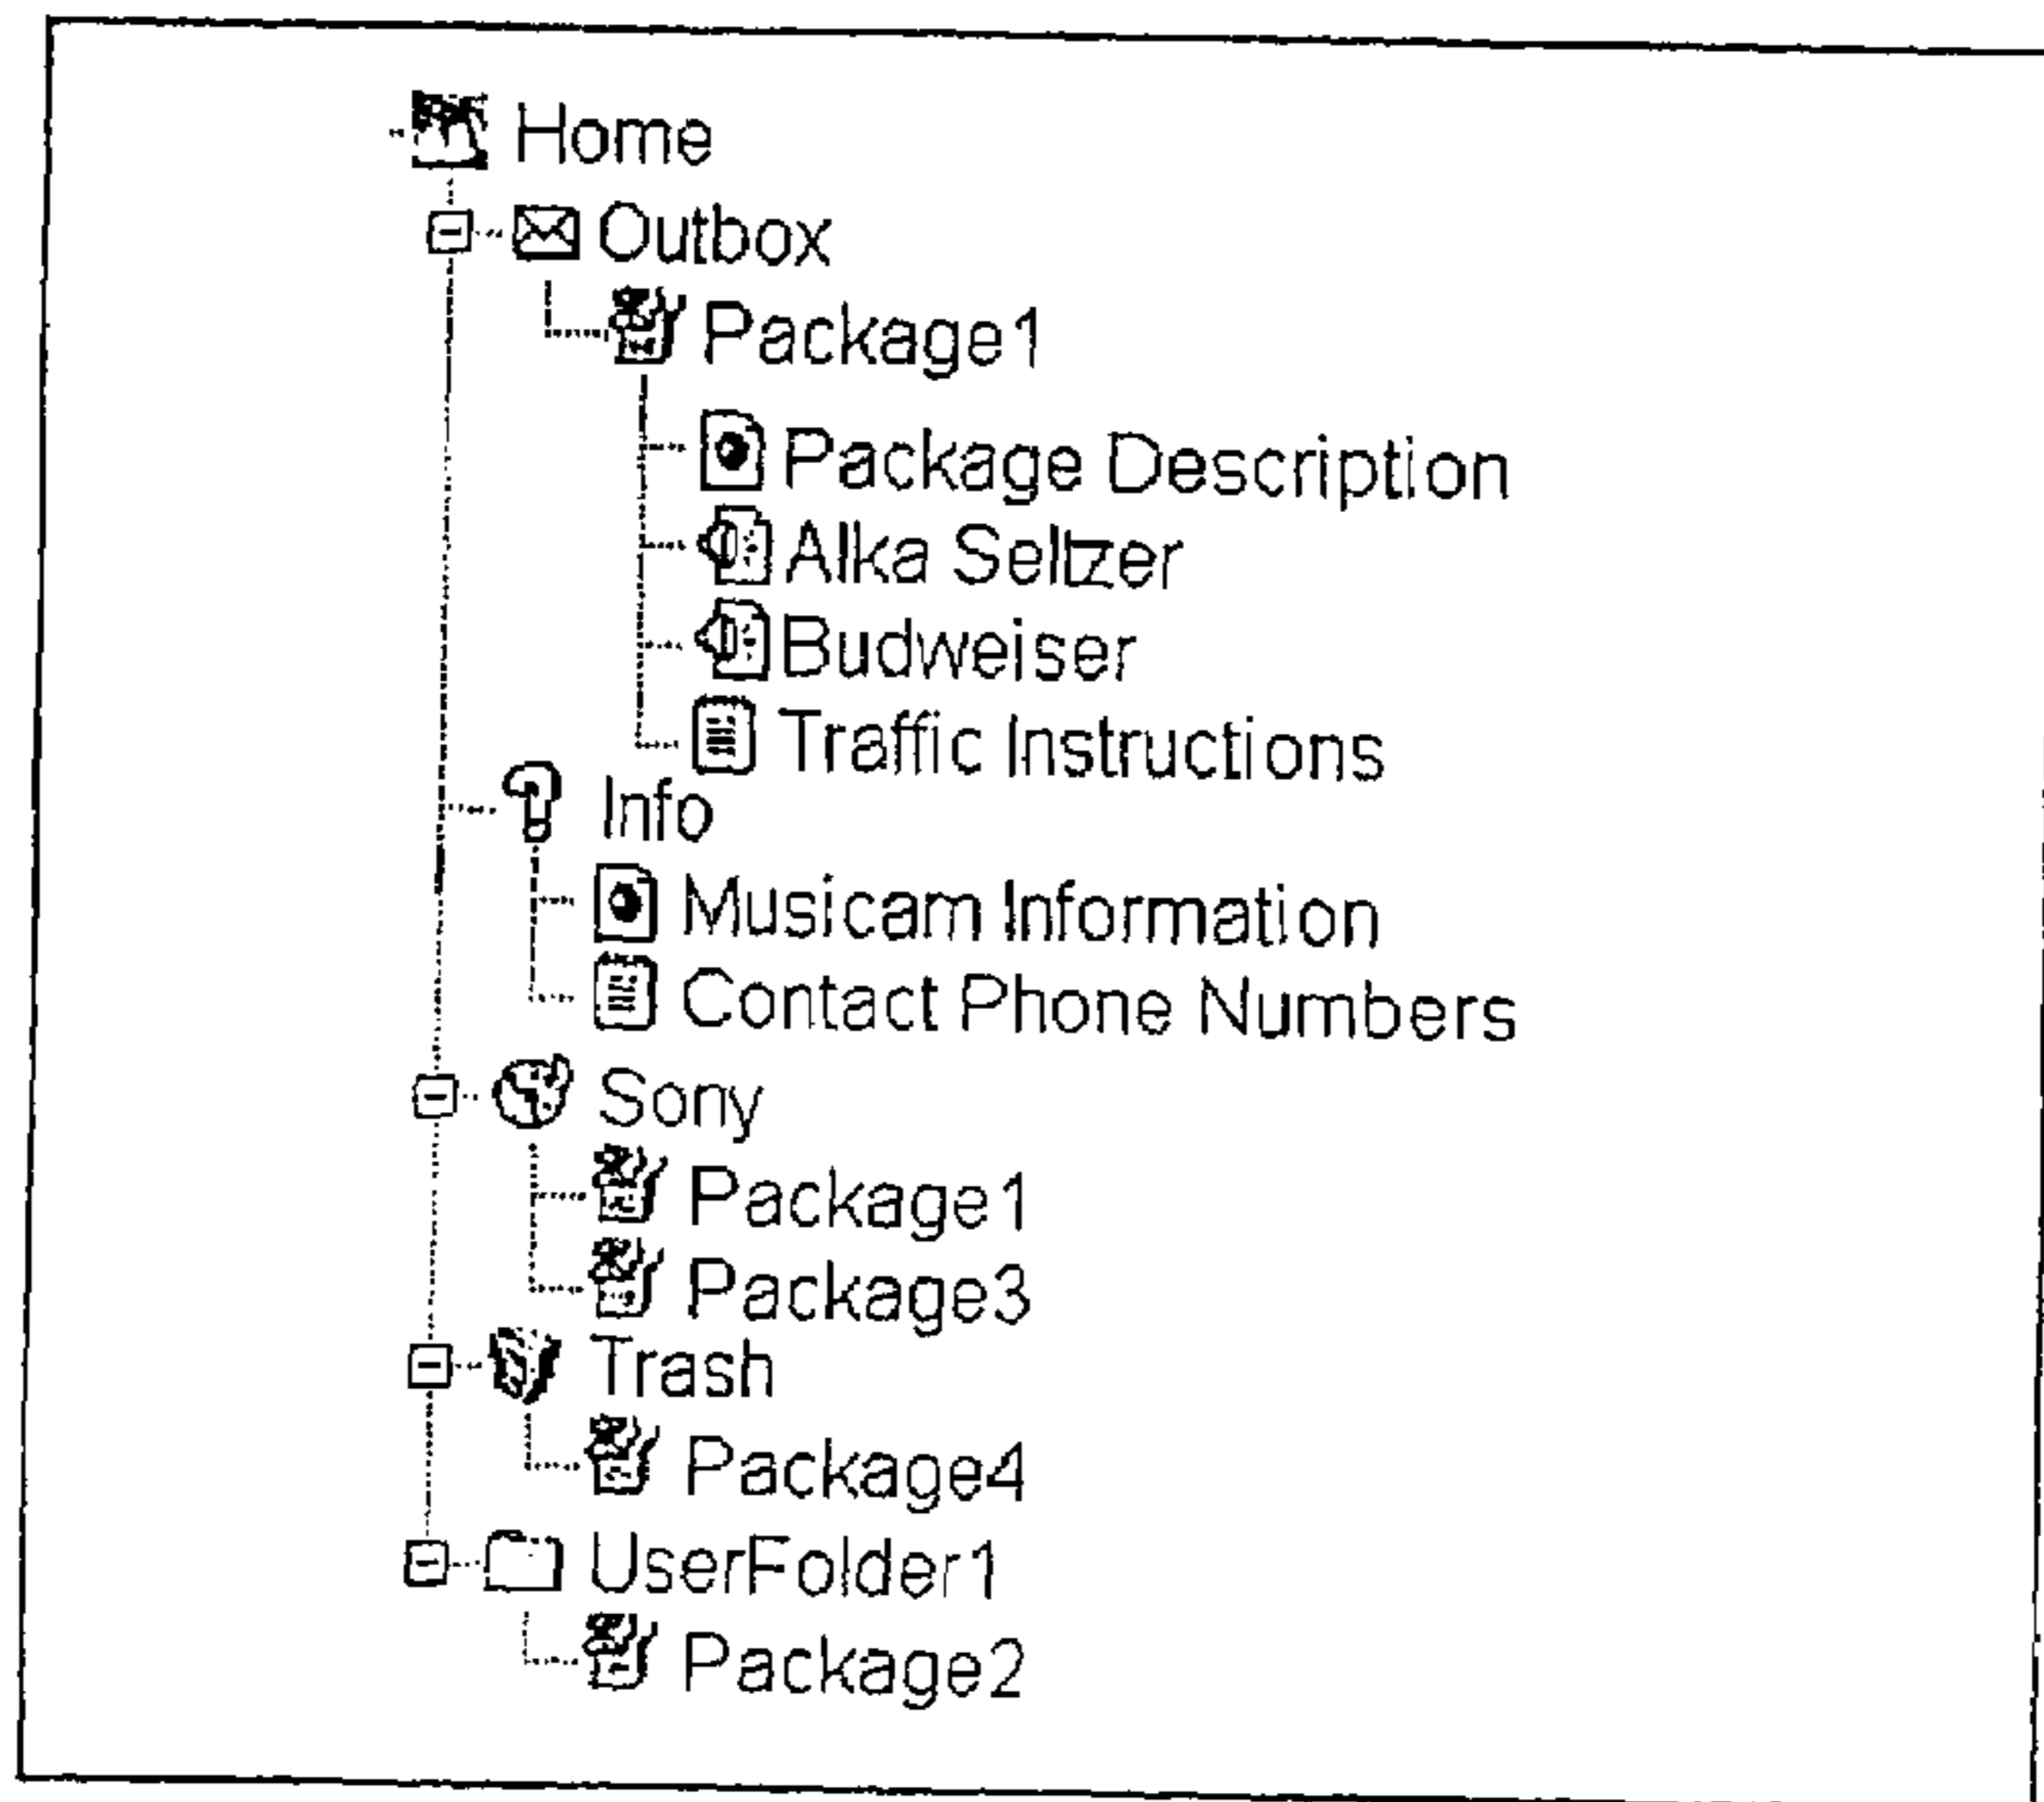 Home
Outbox
Package1
Package Description
Alka Seltzer
Budweiser
Traffic Instructions
Info
Musicam Information
Contact Phone Numbers
Sony
Package1
Package3
Trash
Package4
UserFolder1
Package2